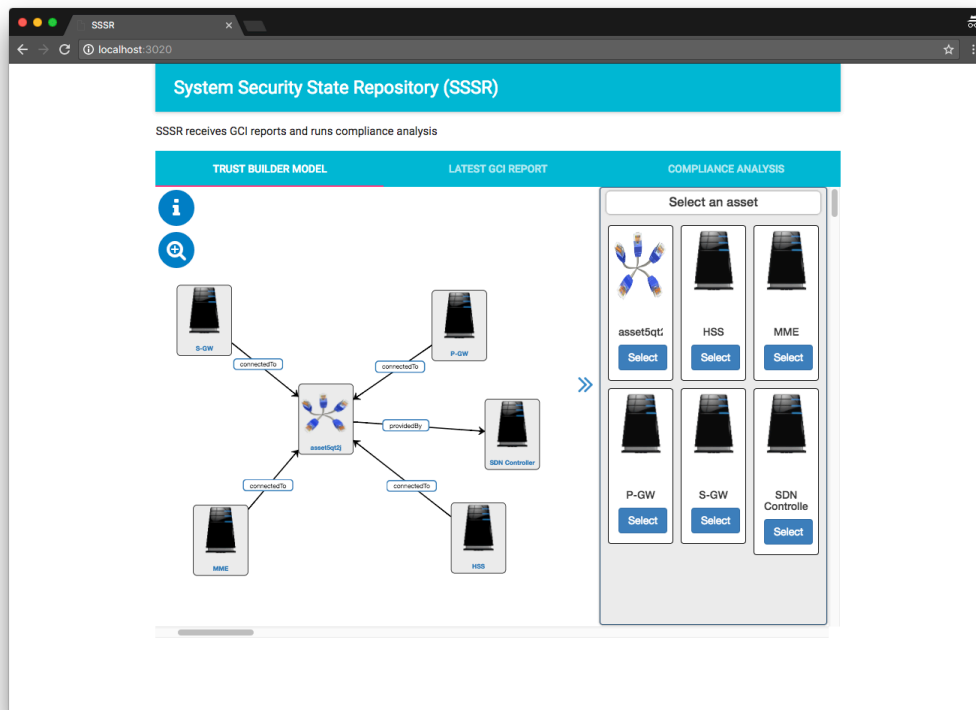 SSSR
localhost:3020
System Security State Repository (SSSR)
SSSR receives GCI reports and runs compliance analysis
TRUST BUILDER MODEL
LATEST GCI REPORT
COMPLIANCE ANALYSIS
Select an asset
S-GW
P-GW
connectedTo
connectedTo
asset5qt2j
providedBy
SDN Controller
connectedTo
connectedTo
MME
HSS
asset5qt2
HSS
MME
Select
Select
Select
P-GW
S-GW
SDN
Controlle
Select
Select
Select